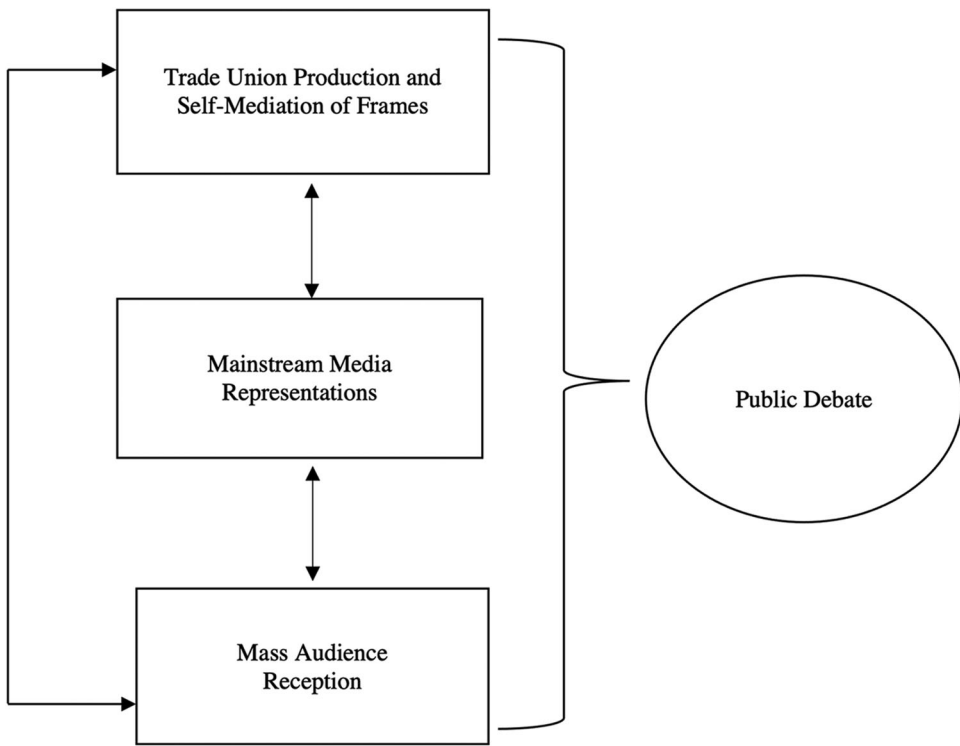 Trade Union Production and
Self-Mediation of Frames
Mainstream Media
Representations
Public Debate
Mass Audience
Reception